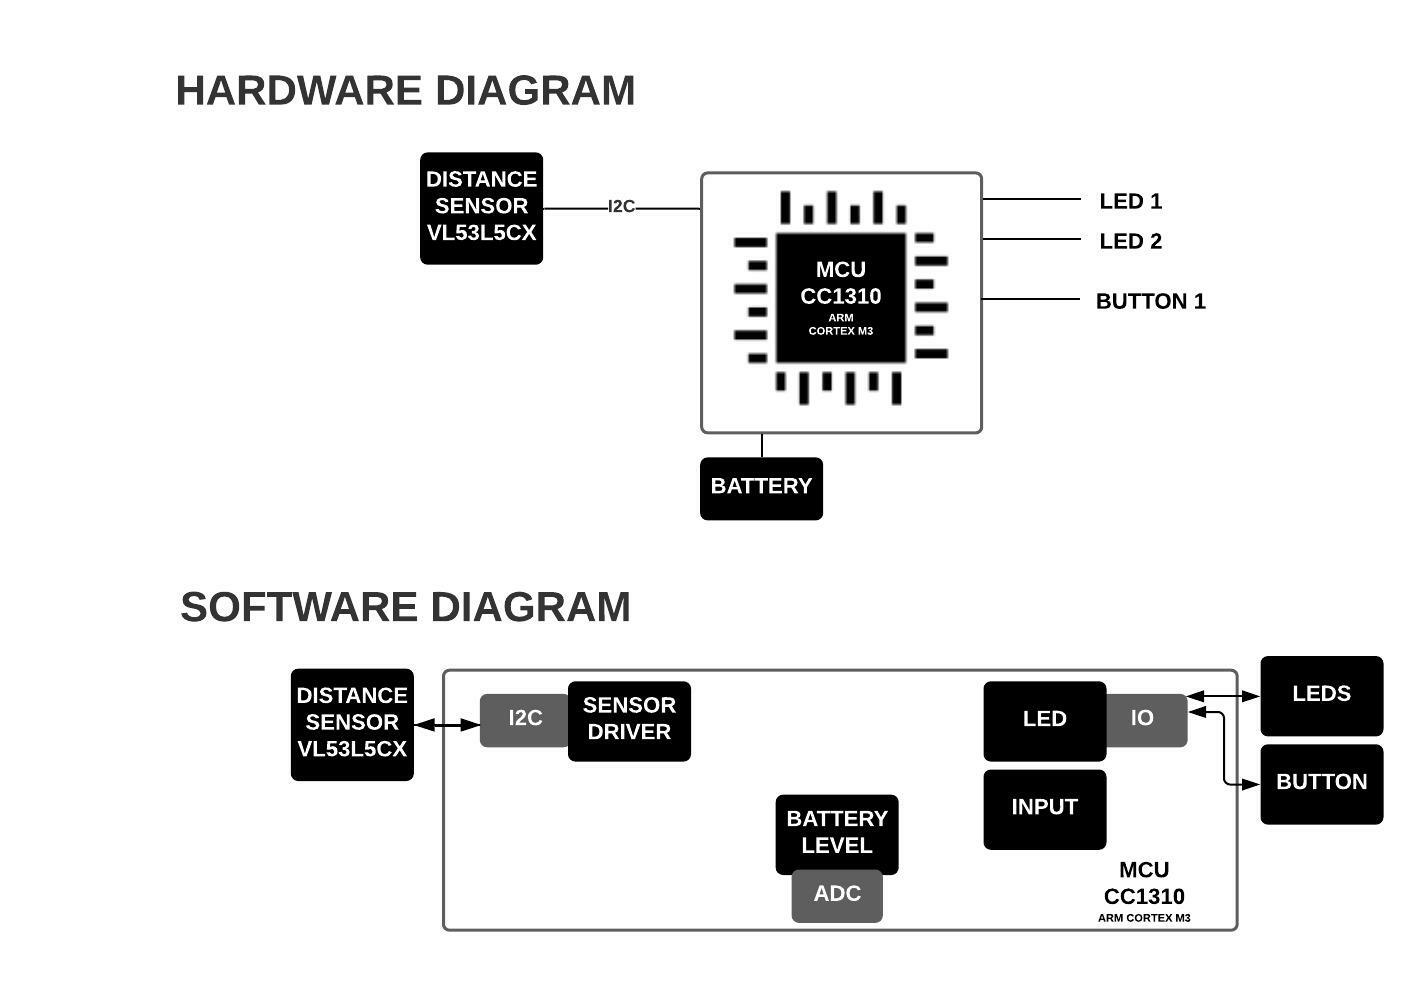 HARDWARE DIAGRAM
DISTANCE
SENSOR
VL53L5CX
I2C
MCU
CC1310
ARM
CORTEX M3
LED 1
LED 2
BUTTON 1
BATTERY
SOFTWARE DIAGRAM
DISTANCE
SENSOR
VL53L5CX
I2C
SENSOR
DRIVER
LED
IO
LEDS
INPUT
BUTTON
BATTERY
LEVEL
ADC
MCU
CC1310
ARM CORTEX M3